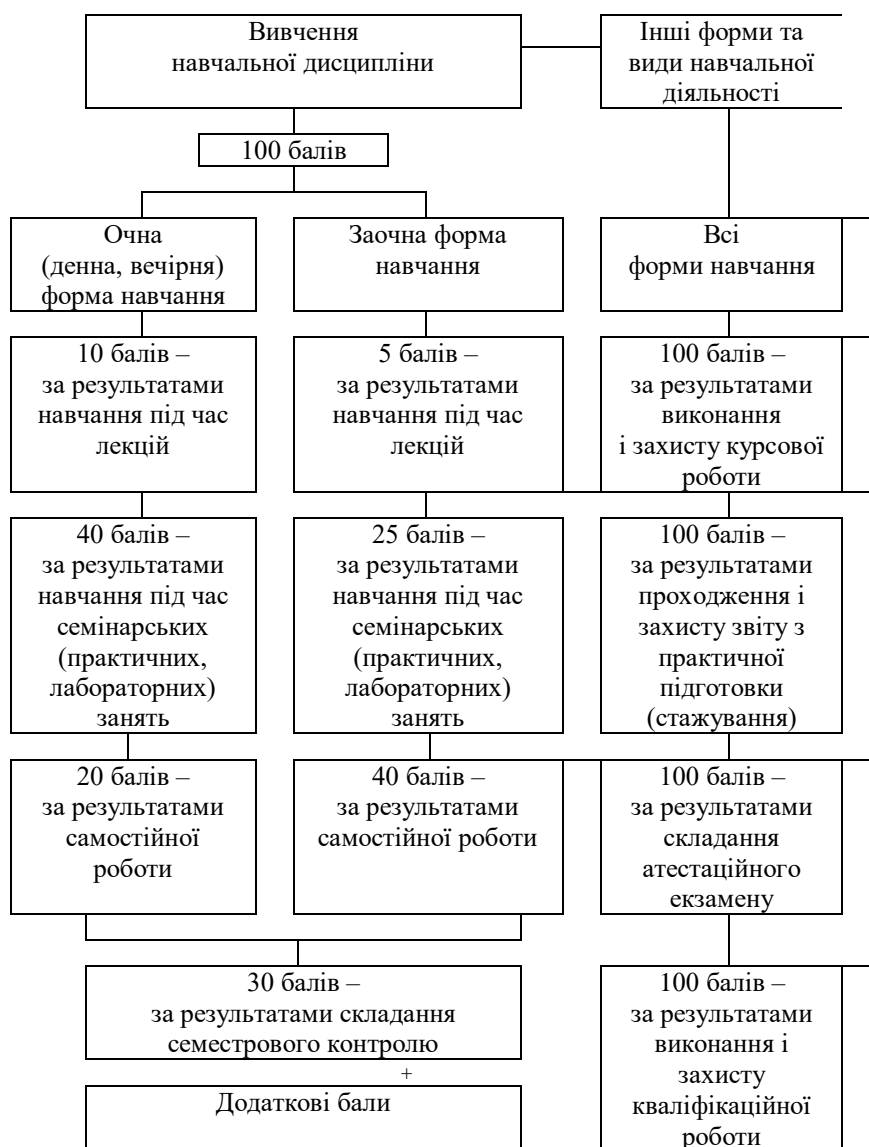 Вивчення
навчальної дисципліни
Інші форми та
види навчальної
діяльності
100 балів
Очна
(денна, вечірня)
форма навчання
Заочна форма
навчання
Всі
форми навчання
10 балів –
за результатами
навчання під час
лекцій
5 балів –
за результатами
навчання під час
лекцій
100 балів –
за результатами
виконання
і захисту курсової
роботи
40 балів –
за результатами
навчання під час
семінарських
(практичних,
лабораторних)
занять
25 балів –
за результатами
навчання під час
семінарських
(практичних,
лабораторних)
занять
100 балів –
за результатами
проходження і
захисту звіту з
практичної
підготовки
(стажування)
20 балів –
за результатами
самостійної
роботи
40 балів –
за результатами
самостійної роботи
100 балів –
за результатами
складання
атестаційного
екзамену
30 балів –
за результатами складання
семестрового контролю
+
Додаткові бали
100 балів –
за результатами
виконання і
захисту
кваліфікаційної
роботи